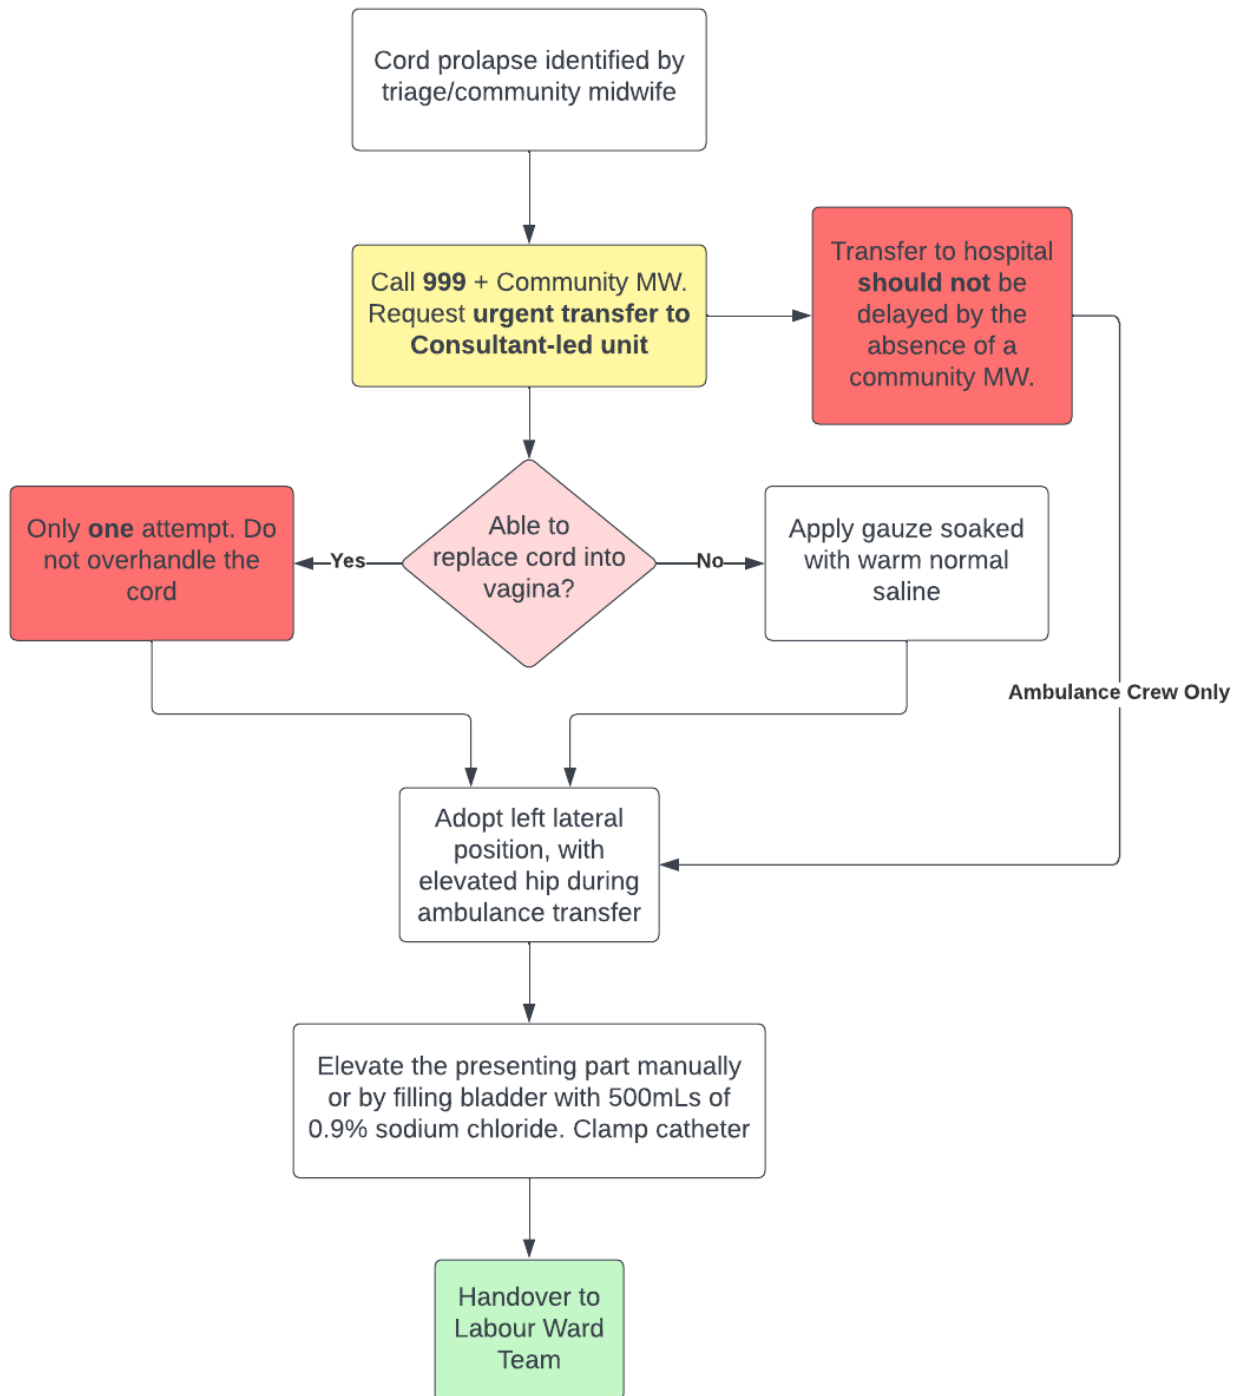 Cord prolapse identified by
triage/community midwife
Call 999 + Community MW.
Request urgent transfer to
Consultant-led unit
Transfer to hospital
should not be
delayed by the
absence of a
community MW.
Only one attempt. Do
not overhandle the
cord
Yes
Able to
replace cord into
vagina?
No
Apply gauze soaked
with warm normal
saline
Ambulance Crew Only
Adopt left lateral
position, with
elevated hip during
ambulance transfer
Elevate the presenting part manually
or by filling bladder with 500mLs of
0.9% sodium chloride. Clamp catheter
Handover to
Labour Ward
Team